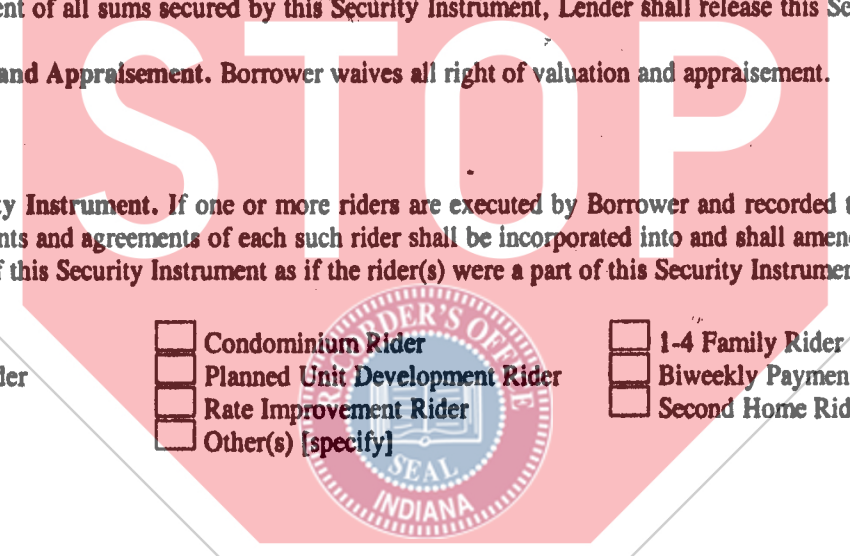 ent of all sums secured by this Security Instrument, Lender shall release this Sec
STOP
and Appraisement. Borrower waives all right of valuation and appraisement.
ty Instrument. If one or more riders are executed by Borrower and recorded t
nts and agreements of each such rider shall be incorporated into and shall amen
f this Security Instrument as if the rider(s) were a part of this Security Instrumen
Condominium Rider 1-4 Family Rider
der Planned Unit Development Rider Biweekly Paymen
Rate Improvement Rider Second Home Rid
Other(s) [specify]
RECORDER'S OFFICE
SEAL
INDIANA